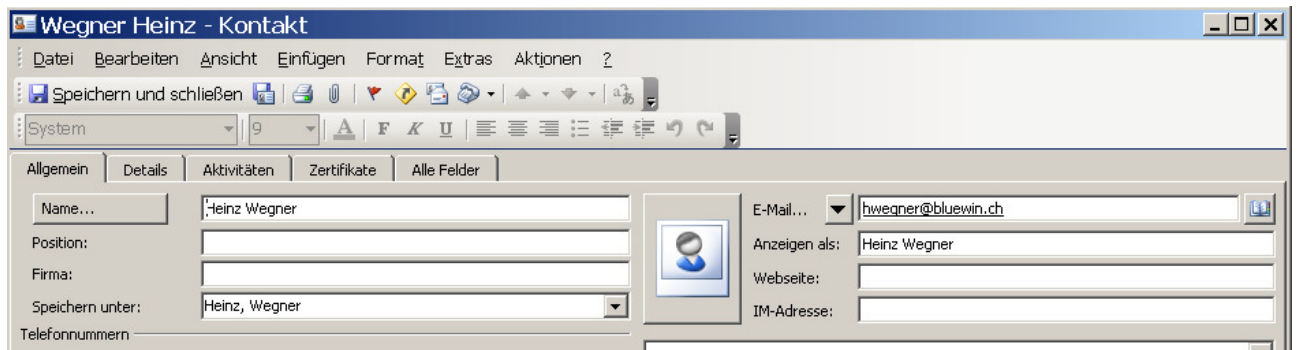 Wegner Heinz - Kontakt
Datei Bearbeiten Ansicht Einfügen Format Extras Aktionen ?
Speichern und schließen
System 9 A F K U
Allgemein Details Aktivitäten Zertifikate Alle Felder
Name... Heinz Wegner E-Mail... hwegner@bluewin.ch
Position: Anzeigen als: Heinz Wegner
Firma: Webseite:
Speichern unter: Heinz, Wegner IM-Adresse:
Telefonnummern